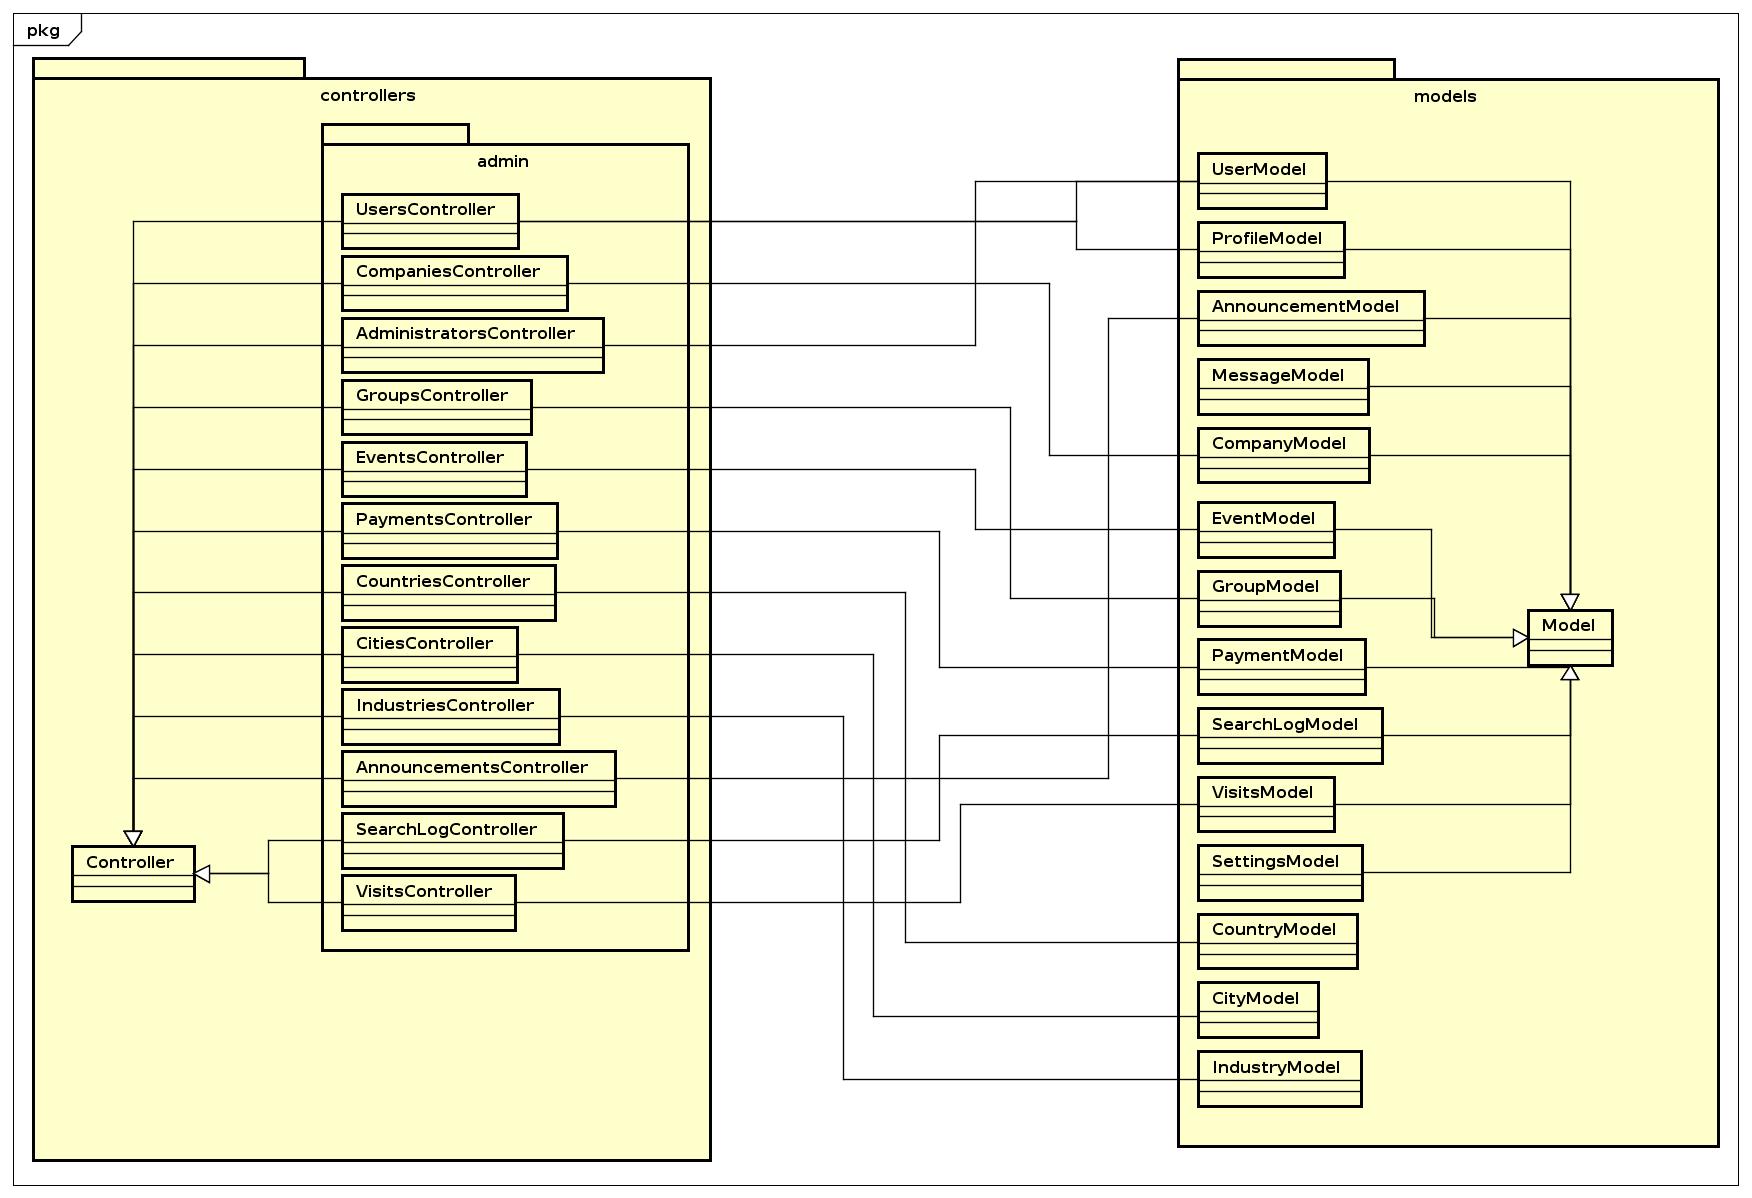 pkg
controllers
admin
UsersController
CompaniesController
AdministratorsController
GroupsController
EventsController
PaymentsController
CountriesController
CitiesController
IndustriesController
AnnouncementsController
SearchLogController
VisitsController
Controller
models
UserModel
ProfileModel
AnnouncementModel
MessageModel
CompanyModel
EventModel
GroupModel
PaymentModel
SearchLogModel
VisitsModel
SettingsModel
CountryModel
CityModel
IndustryModel
Model